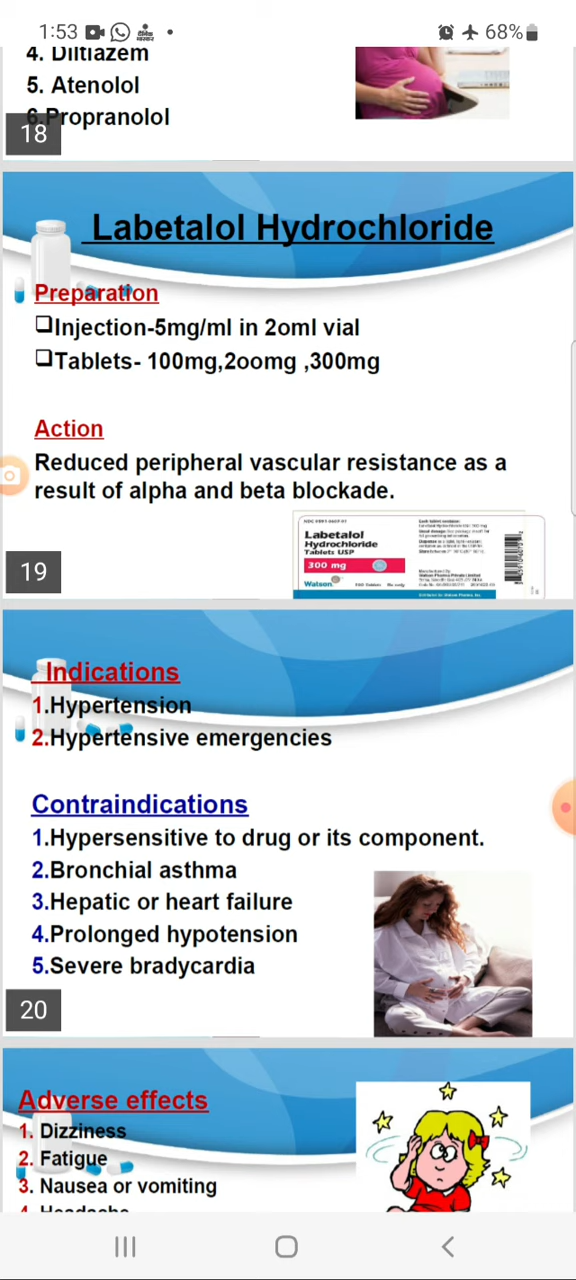 1:53
68%
4. Diltiazem
5. Atenolol
6.Propranolol
18
Labetalol Hydrochloride
Preparation
❑Injection-5mg/ml in 2oml vial
❑Tablets- 100mg,2oomg ,300mg
Action
Reduced peripheral vascular resistance as a
result of alpha and beta blockade.
Labetalol
Hydrochloride
Tablets USP
300 mg
Watson
19
Indications
1.Hypertension
2.Hypertensive emergencies
Contraindications
1.Hypersensitive to drug or its component.
2.Bronchial asthma
3.Hepatic or heart failure
4.Prolonged hypotension
5.Severe bradycardia
20
Adverse effects
1. Dizziness
2. Fatigue
3. Nausea or vomiting
4. Headache